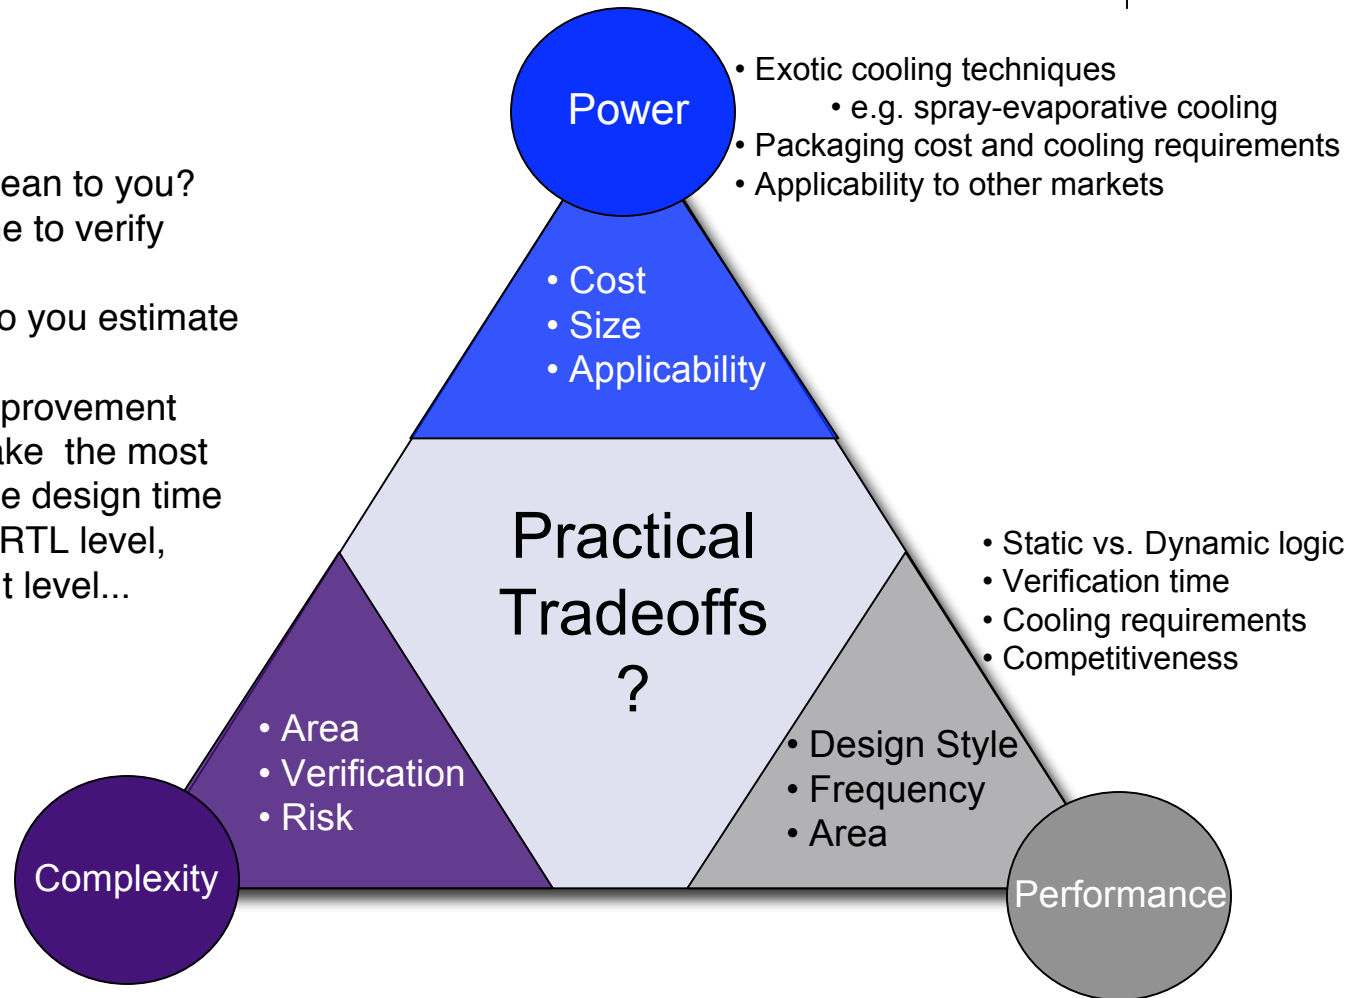 Power
• Exotic cooling techniques
• e.g. spray-evaporative cooling
• Packaging cost and cooling requirements
• Applicability to other markets
ean to you?
e to verify
o you estimate
provement
ake the most
e design time
RTL level,
t level...
• Cost
• Size
• Applicability
Practical
Tradeoffs
?
• Static vs. Dynamic logic
• Verification time
• Cooling requirements
• Competitiveness
• Area
• Verification
• Risk
• Design Style
• Frequency
• Area
Complexity
Performance